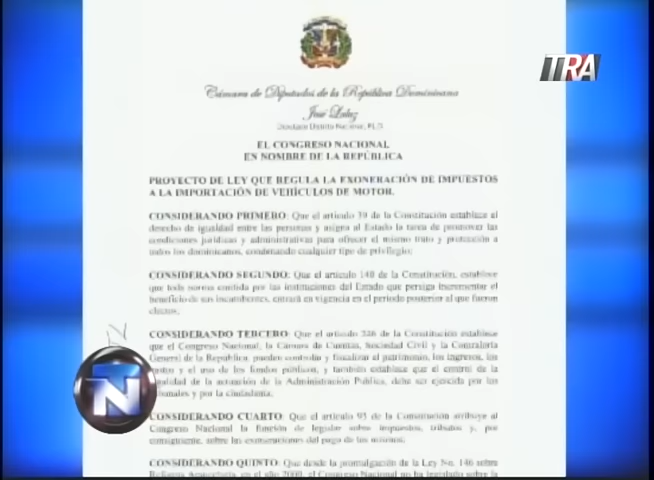 TRA
Cámara de Diputados de la República Dominicana
José Laluz
Diputado Distrito Nacional, PLD
EL CONGRESO NACIONAL
EN NOMBRE DE LA REPÚBLICA
PROYECTO DE LEY QUE REGULA LA EXONERACIÓN DE IMPUESTOS
A LA IMPORTACIÓN DE VEHÍCULOS DE MOTOR.
CONSIDERANDO PRIMERO: Que el artículo 39 de la Constitución establece el
derecho de igualdad entre las personas y asigna al Estado la tarea de promover las
condiciones jurídicas y administrativas para ofrecer el mismo trato y protección a
todos los dominicanos, condenando cualquier tipo de privilegio;
CONSIDERANDO SEGUNDO: Que el artículo 140 de la Constitución, establece
que toda norma emitida por las instituciones del Estado que persiga incrementar el
beneficio de sus incumbentes, entrará en vigencia en el período posterior al que fueron
electos;
CONSIDERANDO TERCERO: Que el artículo 246 de la Constitución establece
que el Congreso Nacional, la Cámara de Cuentas, Sociedad Civil y la Contraloría
General de la República, pueden controlar y fiscalizar el patrimonio, los ingresos, los
gastos y el uso de los fondos públicos, y también establece que el control de la
legalidad de la actuación de la Administración Pública, debe ser ejercida por los
tribunales y por la ciudadanía.
N
CONSIDERANDO CUARTO: Que el artículo 93 de la Constitución atribuye al
Congreso Nacional la función de legislar sobre impuestos, tributos y, por
consiguiente, sobre las exoneraciones del pago de los mismos.
CONSIDERANDO QUINTO: Que desde la promulgación de la Ley No. 146 sobre
Reforma Arancelaria, en el año 2000, el Congreso Nacional no ha legislado sobre la